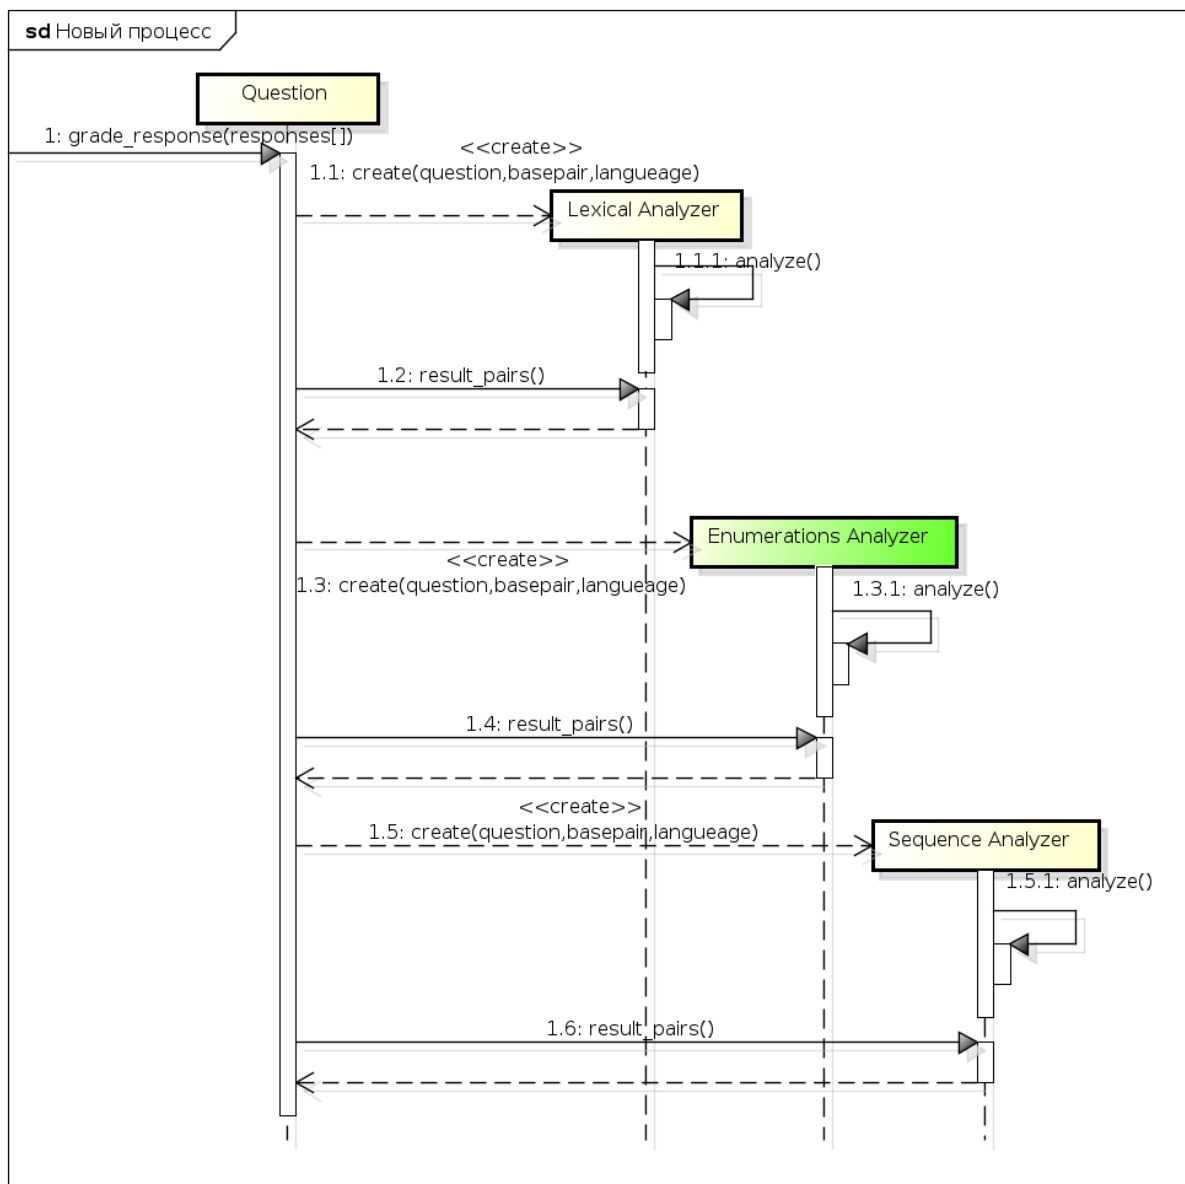 sd Новый процесс
Question
1: grade_response(responses[])
<<create>>
1.1: create(question,basepair,langueage)
Lexical Analyzer
1.1.1: analyze()
1.2: result_pairs()
Enumerations Analyzer
<<create>>
1.3: create(question,basepair,langueage)
1.3.1: analyze()
1.4: result_pairs()
<<create>>
1.5: create(question,basepair,langueage)
Sequence Analyzer
1.5.1: analyze()
1.6: result_pairs()